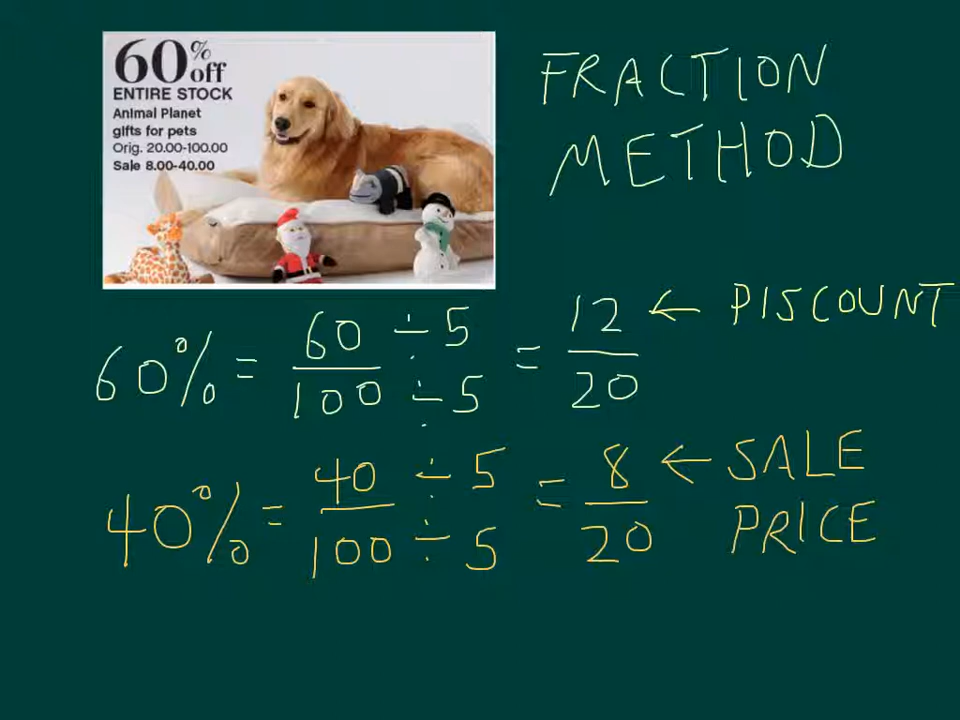 60% off
ENTIRE STOCK
Animal Planet
gifts for pets
Orig. 20.00-100.00
Sale 8.00-40.00
FRACTION
METHOD
60% = 60/100 ÷5/÷5 = 12/20 ← DISCOUNT
40% = 40/100 ÷5/÷5 = 8/20 ← SALE
PRICE